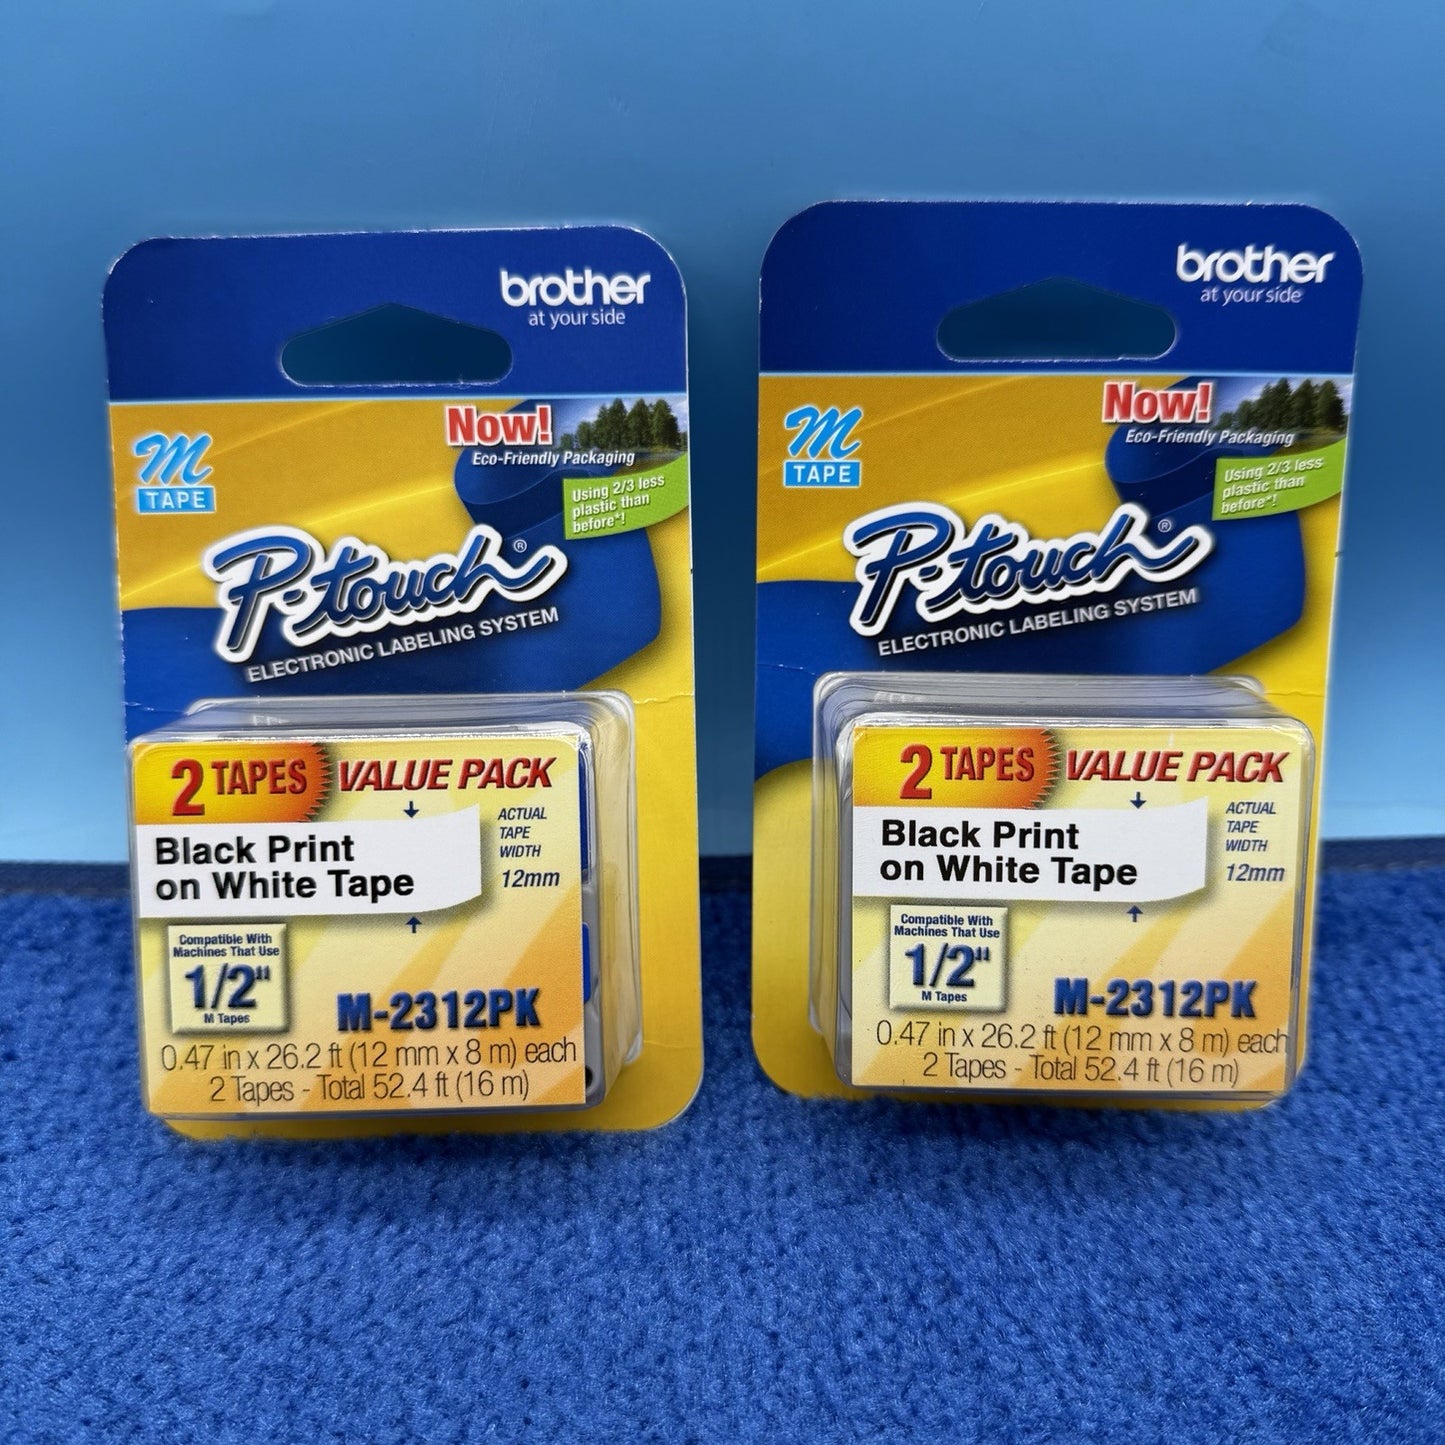 brother
at your side
M
TAPE
Now!
Eco-Friendly Packaging
Using 2/3 less
plastic than
before*!
P-touch®
ELECTRONIC LABELING SYSTEM
2 TAPES VALUE PACK
Black Print
on White Tape
ACTUAL
TAPE
WIDTH
12mm
Compatible With
Machines That Use
1/2"
M Tapes
M-2312PK
0.47 in x 26.2 ft (12 mm x 8 m) each
2 Tapes - Total 52.4 ft (16 m)
brother
at your side
M
TAPE
Now!
Eco-Friendly Packaging
Using 2/3 less
plastic than
before*!
P-touch®
ELECTRONIC LABELING SYSTEM
2 TAPES VALUE PACK
Black Print
on White Tape
ACTUAL
TAPE
WIDTH
12mm
Compatible With
Machines That Use
1/2"
M Tapes
M-2312PK
0.47 in x 26.2 ft (12 mm x 8 m) each
2 Tapes - Total 52.4 ft (16 m)